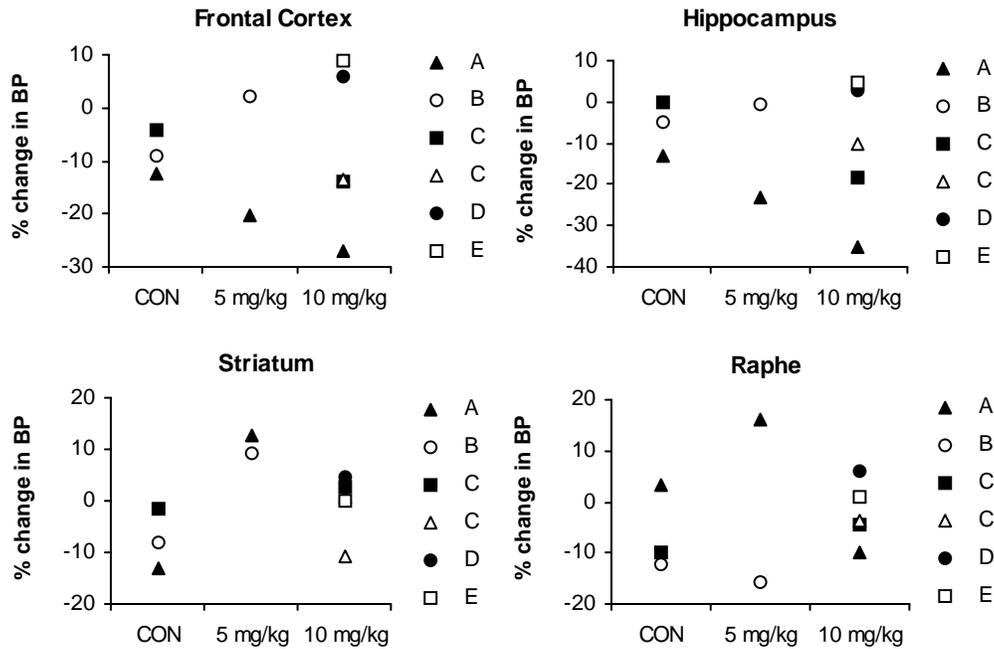 Frontal Cortex
% change in BP
10
0
-10
-20
-30
CON 5 mg/kg 10 mg/kg
A
B
C
C
D
E
Hippocampus
% change in BP
10
0
-10
-20
-30
-40
CON 5 mg/kg 10 mg/kg
A
B
C
C
D
E
Striatum
% change in BP
20
10
0
-10
-20
CON 5 mg/kg 10 mg/kg
A
B
C
C
D
E
Raphe
% change in BP
20
10
0
-10
-20
CON 5 mg/kg 10 mg/kg
A
B
C
C
D
E